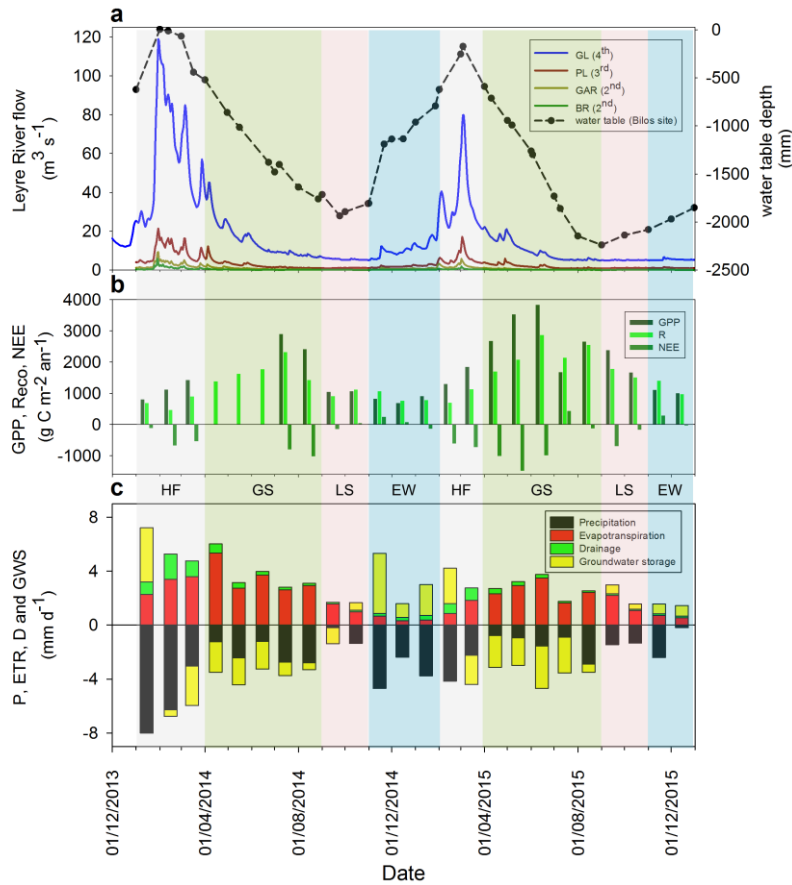 a
120
100
80
60
40
20
0
Leyre River flow
(m³ s⁻¹)
0
-500
-1000
-1500
-2000
-2500
water table depth
(mm)
GL (4th)
PL (3rd)
GAR (2nd)
BR (2nd)
water table (Bilos site)
b
4000
3000
2000
1000
0
-1000
GPP, Reco, NEE
(g C m-2 an-1)
GPP
R
NEE
c
HF
GS
LS
EW
HF
GS
LS
EW
8
4
0
-4
-8
P, ETR, D and GWS
(mm d⁻¹)
Precipitation
Evapotranspiration
Drainage
Groundwater storage
01/12/2013
01/04/2014
01/08/2014
01/12/2014
01/04/2015
01/08/2015
01/12/2015
Date